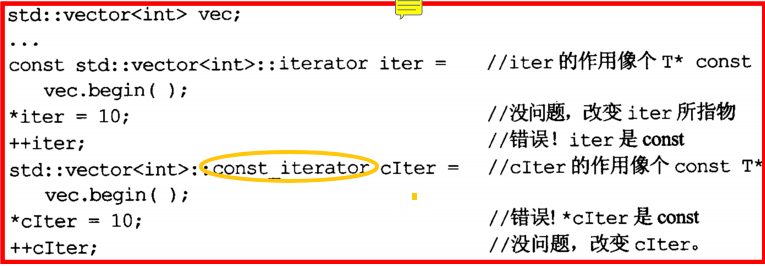 std::vector<int> vec;
...
const std::vector<int>::iterator iter = //iter 的作用像个 T* const
vec.begin( );
*iter = 10; //没问题，改变 iter 所指物
++iter; //错误！iter 是 const
std::vector<int>::const_iterator cIter = //cIter 的作用像个 const T*
vec.begin( );
*cIter = 10; //错误! *cIter 是 const
++cIter; //没问题，改变 cIter。